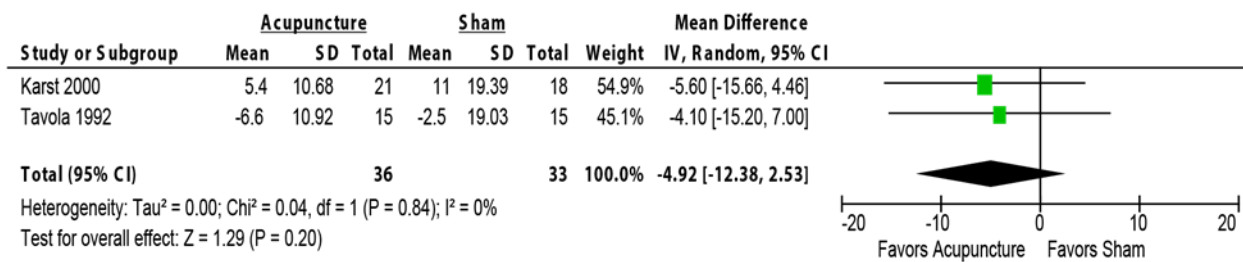 Acupuncture Sham Mean Difference
Study or Subgroup Mean SD Total Mean SD Total Weight IV, Random, 95% CI
Karst 2000 5.4 10.68 21 11 19.39 18 54.9% -5.60 [-15.66, 4.46]
Tavola 1992 -6.6 10.92 15 -2.5 19.03 15 45.1% -4.10 [-15.20, 7.00]
Total (95% CI) 36 33 100.0% -4.92 [-12.38, 2.53]
Heterogeneity: Tau² = 0.00; Chi² = 0.04, df = 1 (P = 0.84); I² = 0%
Test for overall effect: Z = 1.29 (P = 0.20)
-20 -10 0 10 20
Favors Acupuncture Favors Sham